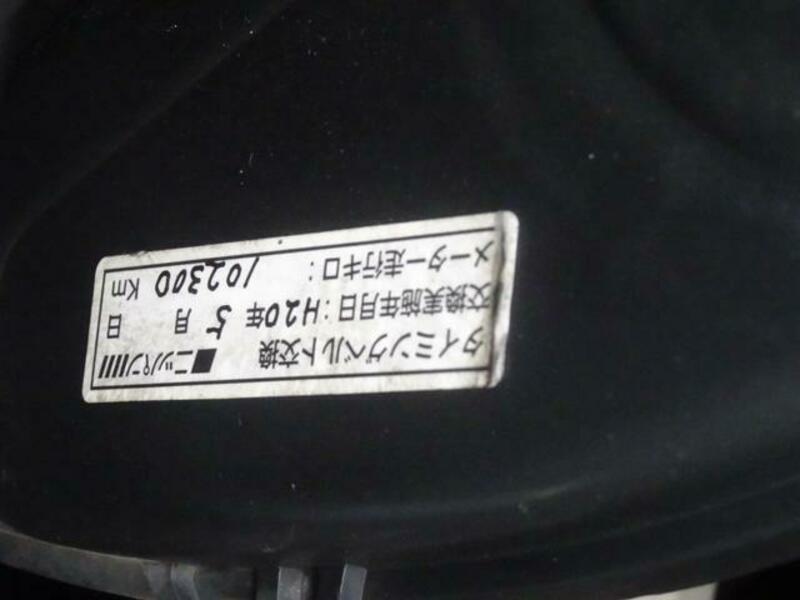 タイミングベルト交換 ■ニッパン
交換実施年月日：H20年 5月 日
メーター走行キロ： 102300 Km